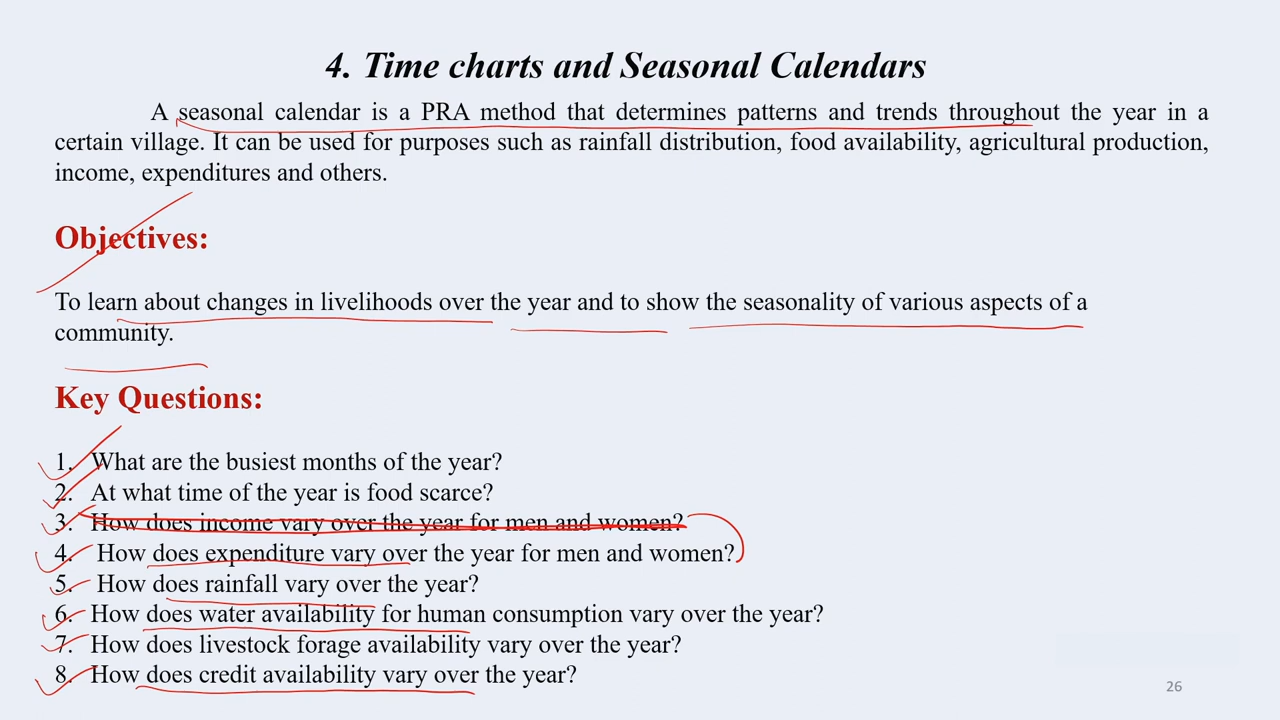 4. Time charts and Seasonal Calendars
A seasonal calendar is a PRA method that determines patterns and trends throughout the year in a
certain village. It can be used for purposes such as rainfall distribution, food availability, agricultural production,
income, expenditures and others.
Objectives:
To learn about changes in livelihoods over the year and to show the seasonality of various aspects of a
community.
Key Questions:
1. What are the busiest months of the year?
2. At what time of the year is food scarce?
3. How does income vary over the year for men and women?
4. How does expenditure vary over the year for men and women?
5. How does rainfall vary over the year?
6. How does water availability for human consumption vary over the year?
7. How does livestock forage availability vary over the year?
8. How does credit availability vary over the year?
26